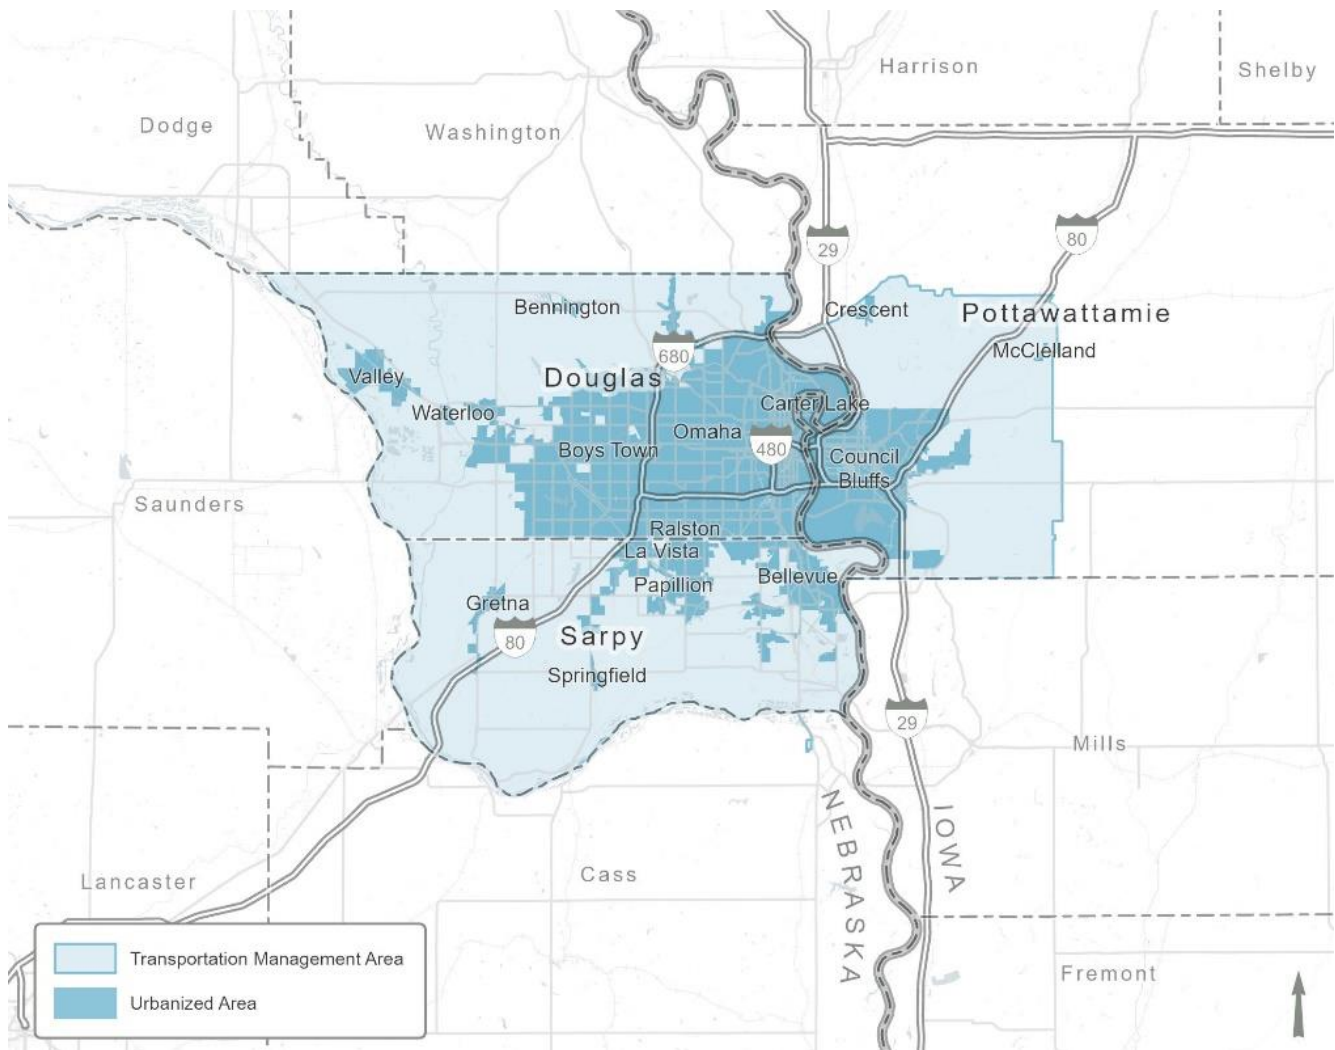 Harrison
Shelby
Dodge
Washington
29
80
Bennington
Crescent
Pottawattamie
McClelland
680
Valley
Douglas
Waterloo
Carter Lake
Omaha
480
Boys Town
Council
Bluffs
Saunders
Ralston
La Vista
Papillion
Bellevue
Gretna
80
Sarpy
Springfield
29
Mills
NEBRASKA
IOWA
Lancaster
Cass
Transportation Management Area
Urbanized Area
Fremont